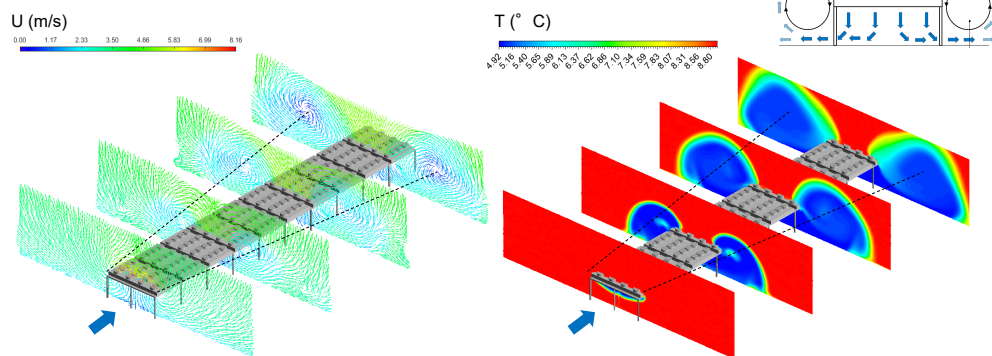 U (m/s)
0.00 1.17 2.33 3.50 4.66 5.83 6.99 8.16
T (° C)
4.92 5.16 5.40 5.65 5.89 6.13 6.37 6.62 6.86 7.10 7.34 7.59 7.83 8.07 8.31 8.56 8.80